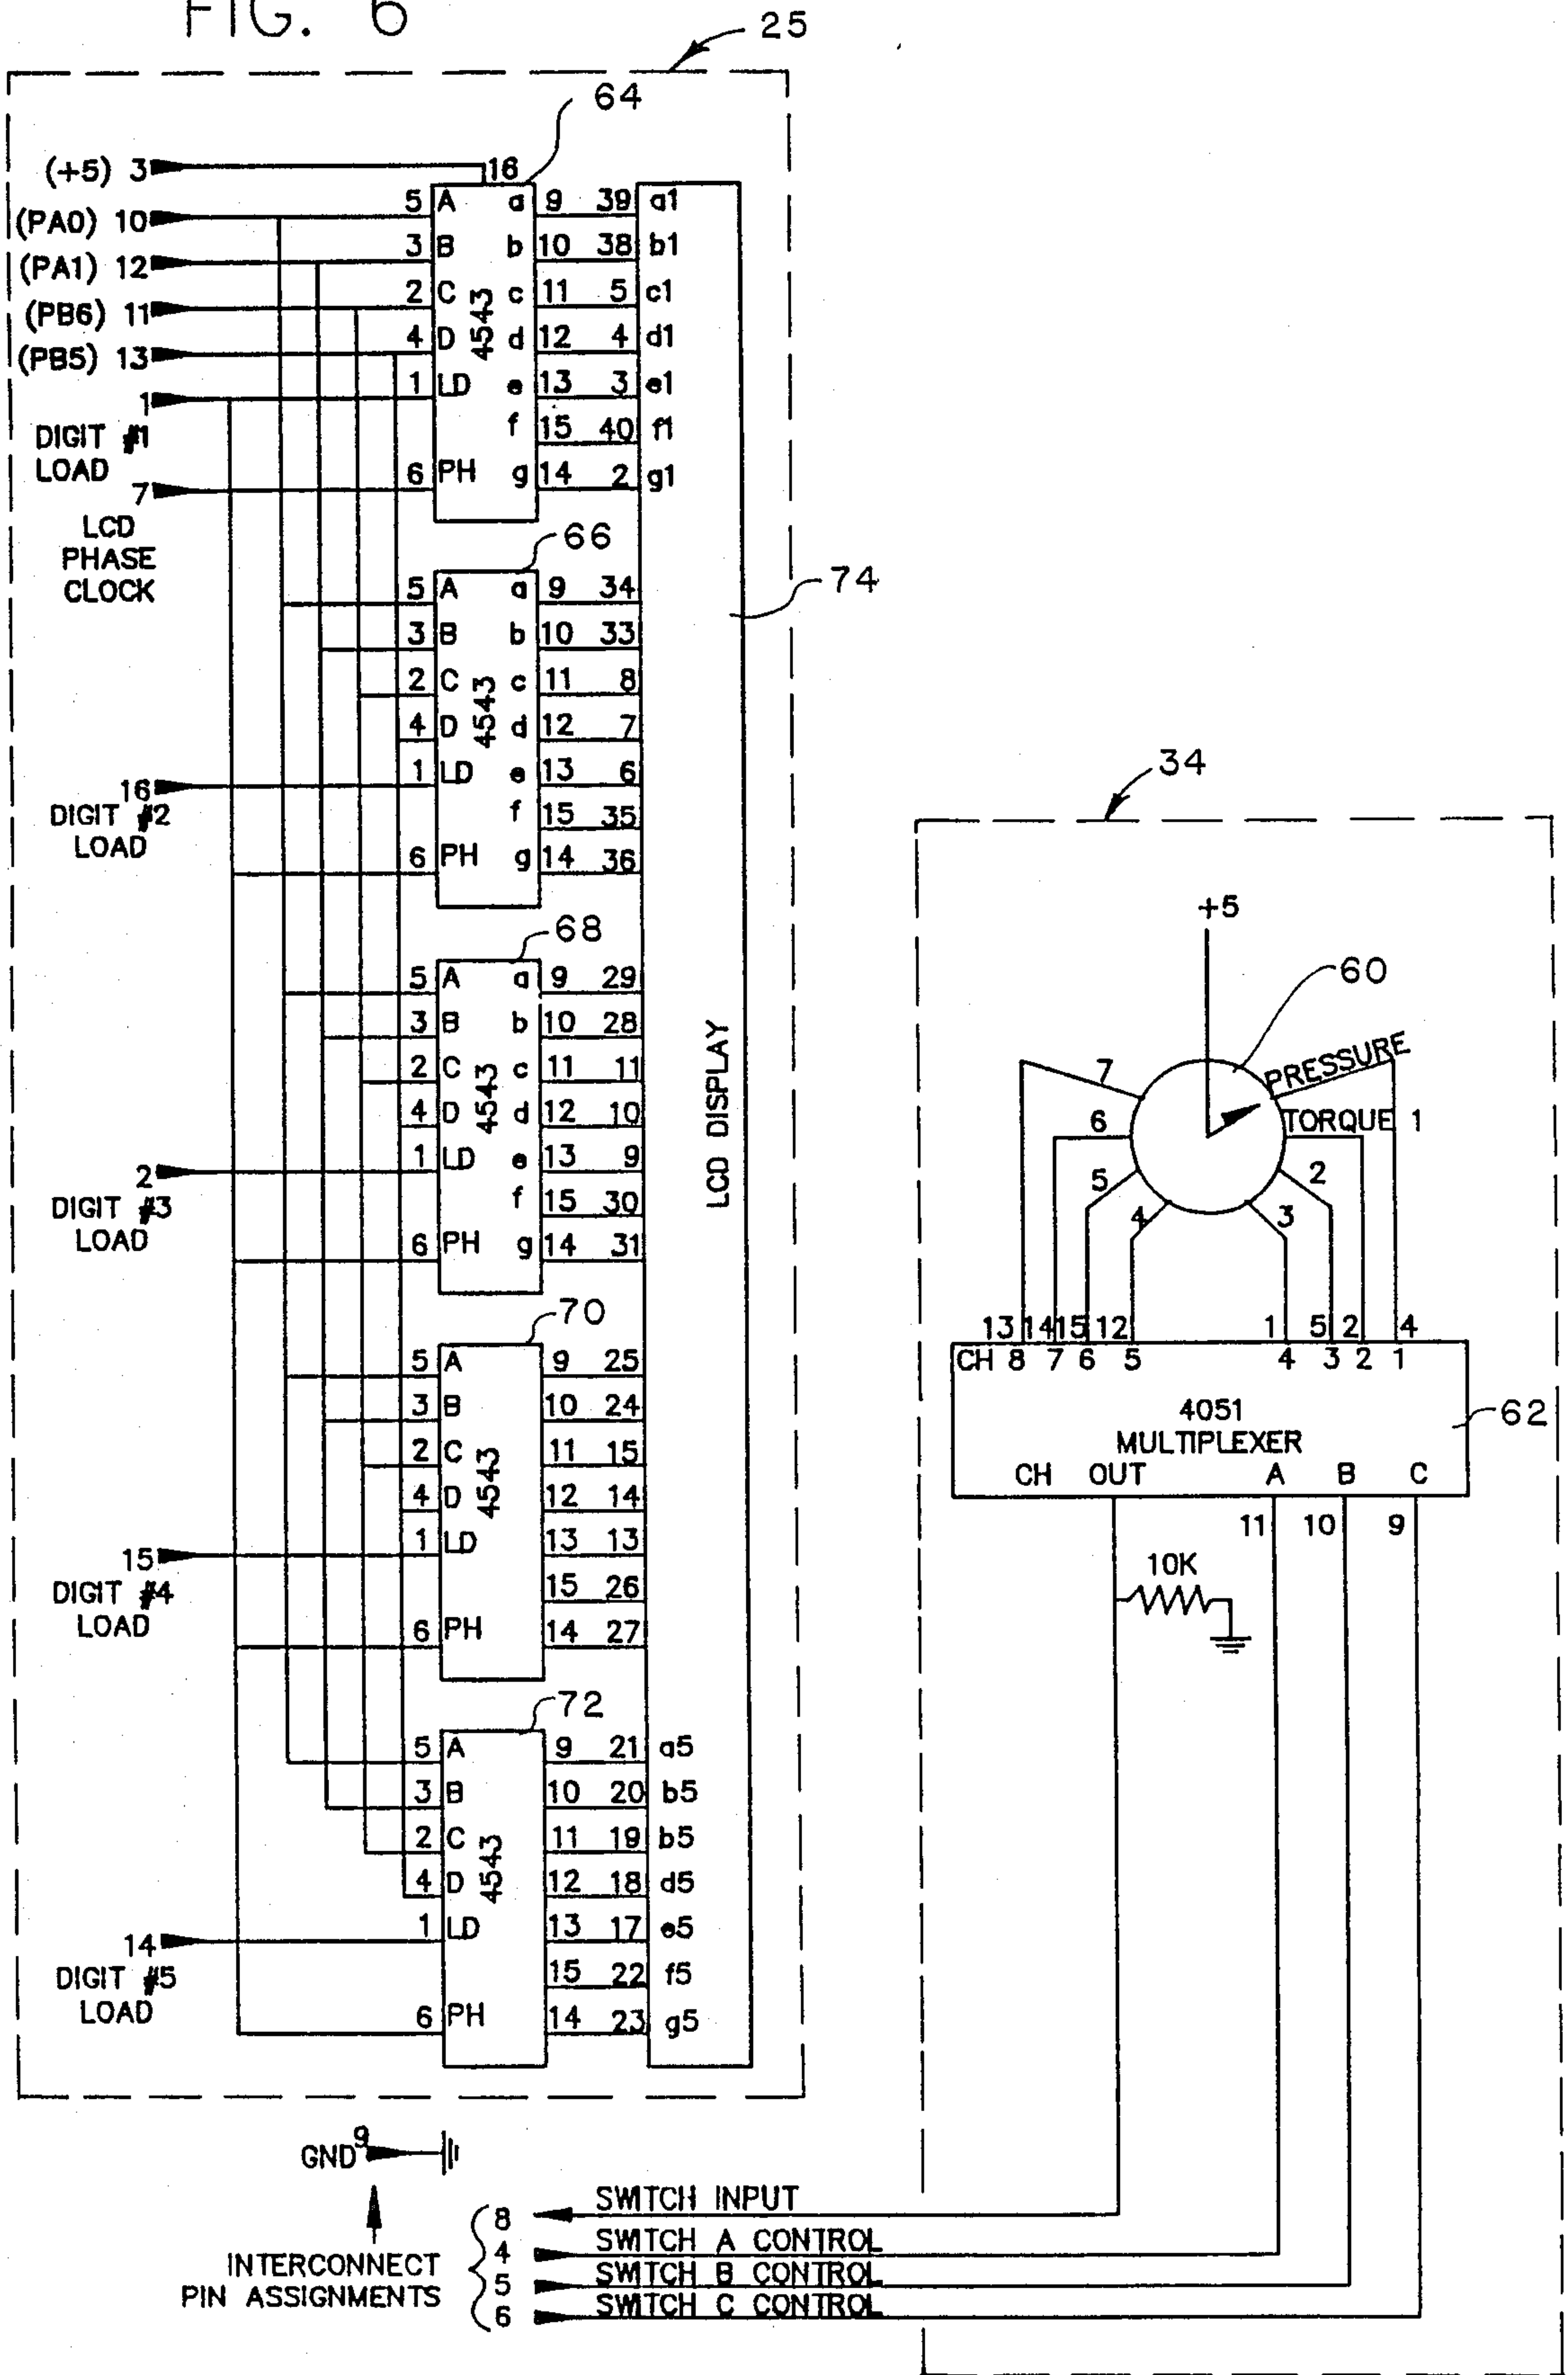 FIG. 6
25
64
(+5) 3
16
(PA0) 10
5 A a 9 39 a1
(PA1) 12
3 B b 10 38 b1
(PB6) 11
2 C c 11 5 c1
(PB5) 13
4 D d 12 4 d1
1
1 LD e 13 3 e1
4543
f 15 40 f1
DIGIT #1
LOAD
6 PH g 14 2 g1
7
LCD
PHASE
CLOCK
66
74
5 A a 9 34
3 B b 10 33
2 C c 11 8
4543
4 D d 12 7
1 LD e 13 6
16
DIGIT #2
LOAD
f 15 35
6 PH g 14 36
68
5 A a 9 29
3 B b 10 28
2 C c 11 11
4543
4 D d 12 10
1 LD e 13 9
2
DIGIT #3
LOAD
f 15 30
6 PH g 14 31
LCD DISPLAY
70
5 A 9 25
3 B 10 24
2 C 11 15
4543
4 D 12 14
1 LD 13 13
15
DIGIT #4
LOAD
15 26
6 PH 14 27
72
5 A 9 21 a5
3 B 10 20 b5
2 C 11 19 b5
4543
4 D 12 18 d5
1 LD 13 17 e5
14
DIGIT #5
LOAD
15 22 f5
6 PH 14 23 g5
34
+5
60
7 PRESSURE
6 TORQUE 1
5 2
4 3
13 14 15 12 1 5 2 4
CH 8 7 6 5 4 3 2 1
4051
MULTIPLEXER
62
CH OUT A B C
11 10 9
10K
GND 9
INTERCONNECT
PIN ASSIGNMENTS
8 SWITCH INPUT
4 SWITCH A CONTROL
5 SWITCH B CONTROL
6 SWITCH C CONTROL